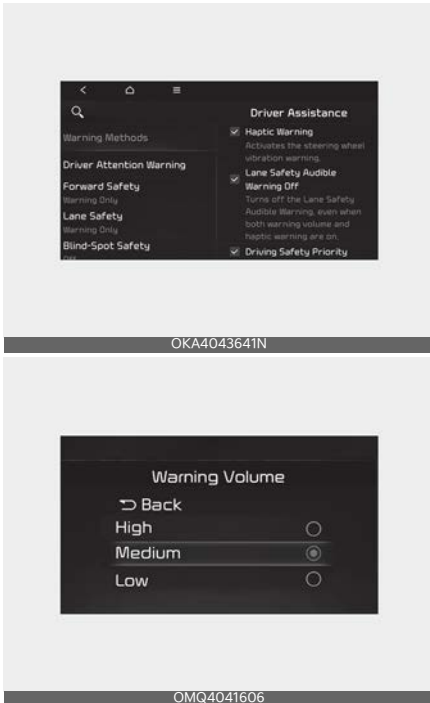 Driver Assistance
Warning Methods
Driver Attention Warning
Forward Safety
Warning Only
Lane Safety
Warning Only
Blind-Spot Safety
Off
Haptic Warning
Activates the steering wheel
vibration warning.
Lane Safety Audible
Warning Off
Turns off the Lane Safety
Audible Warning, even when
both warning volume and
haptic warning are on.
Driving Safety Priority
OKA4043641N
Warning Volume
Back
High
Medium
Low
OMQ4041606